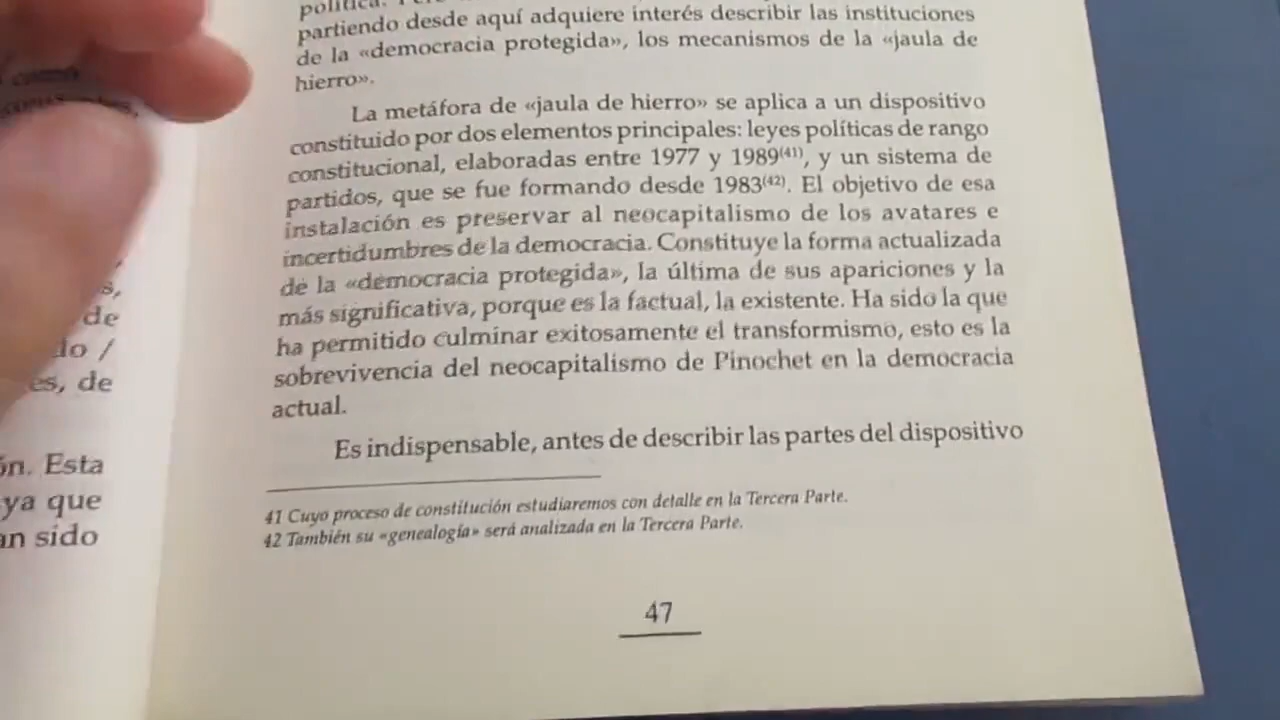 como
s,
de
do /
es, de
ón. Esta
ya que
an sido
política.
partiendo desde aquí adquiere interés describir las instituciones
de la «democracia protegida», los mecanismos de la «jaula de
hierro».
La metáfora de «jaula de hierro» se aplica a un dispositivo
constituido por dos elementos principales: leyes políticas de rango
constitucional, elaboradas entre 1977 y 1989(41), y un sistema de
partidos, que se fue formando desde 1983(42). El objetivo de esa
instalación es preservar al neocapitalismo de los avatares e
incertidumbres de la democracia. Constituye la forma actualizada
de la «democracia protegida», la última de sus apariciones y la
más significativa, porque es la factual, la existente. Ha sido la que
ha permitido culminar exitosamente el transformismo, esto es la
sobrevivencia del neocapitalismo de Pinochet en la democracia
actual.
Es indispensable, antes de describir las partes del dispositivo
41 Cuyo proceso de constitución estudiaremos con detalle en la Tercera Parte.
42 También su «genealogía» será analizada en la Tercera Parte.
47